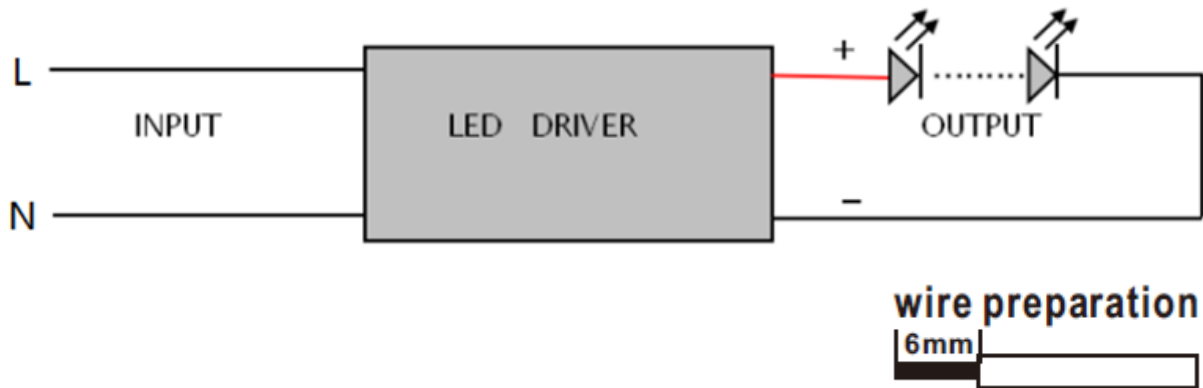 L
+
INPUT
LED DRIVER
OUTPUT
N
−
wire preparation
6mm